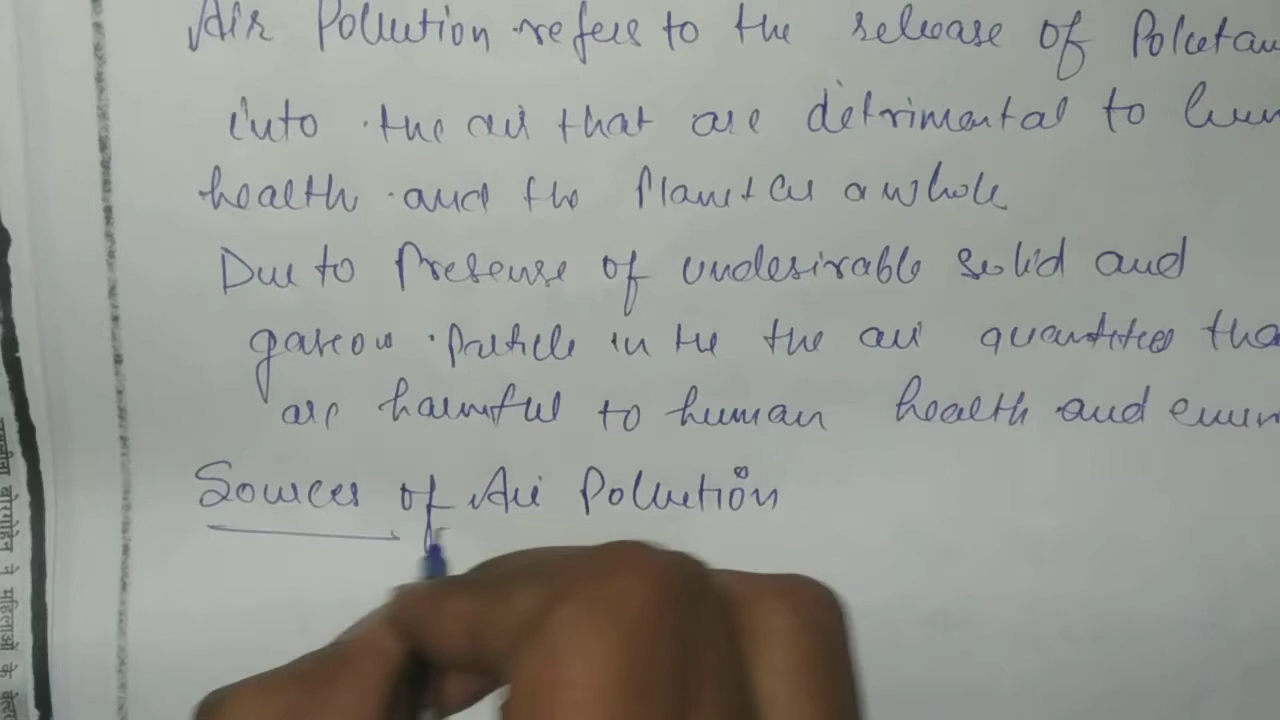 Air Pollution refers to the release of Polutan
into the air that are detrimental to hum
health and the Planet as a whole
Due to Presense of undesirable solid and
gaseou particle in the the air quantities tha
are harmful to human health and envir
Sources of Air Pollution